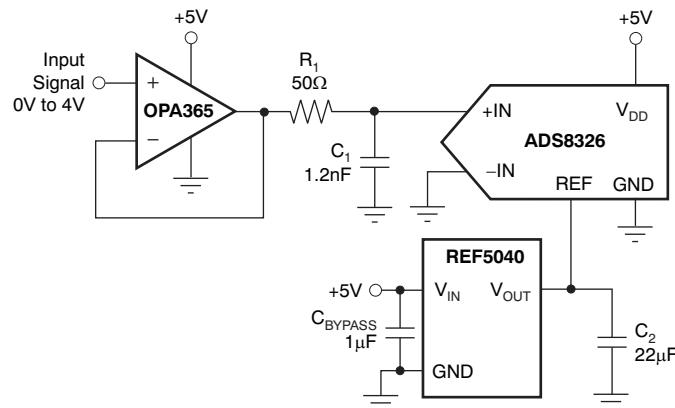 +5V
Input
Signal
0V to 4V
+
OPA365
−
R1
50Ω
C1
1.2nF
+5V
+IN
VDD
ADS8326
−IN
REF
GND
REF5040
+5V
VIN
VOUT
CBYPASS
1μF
GND
C2
22μF